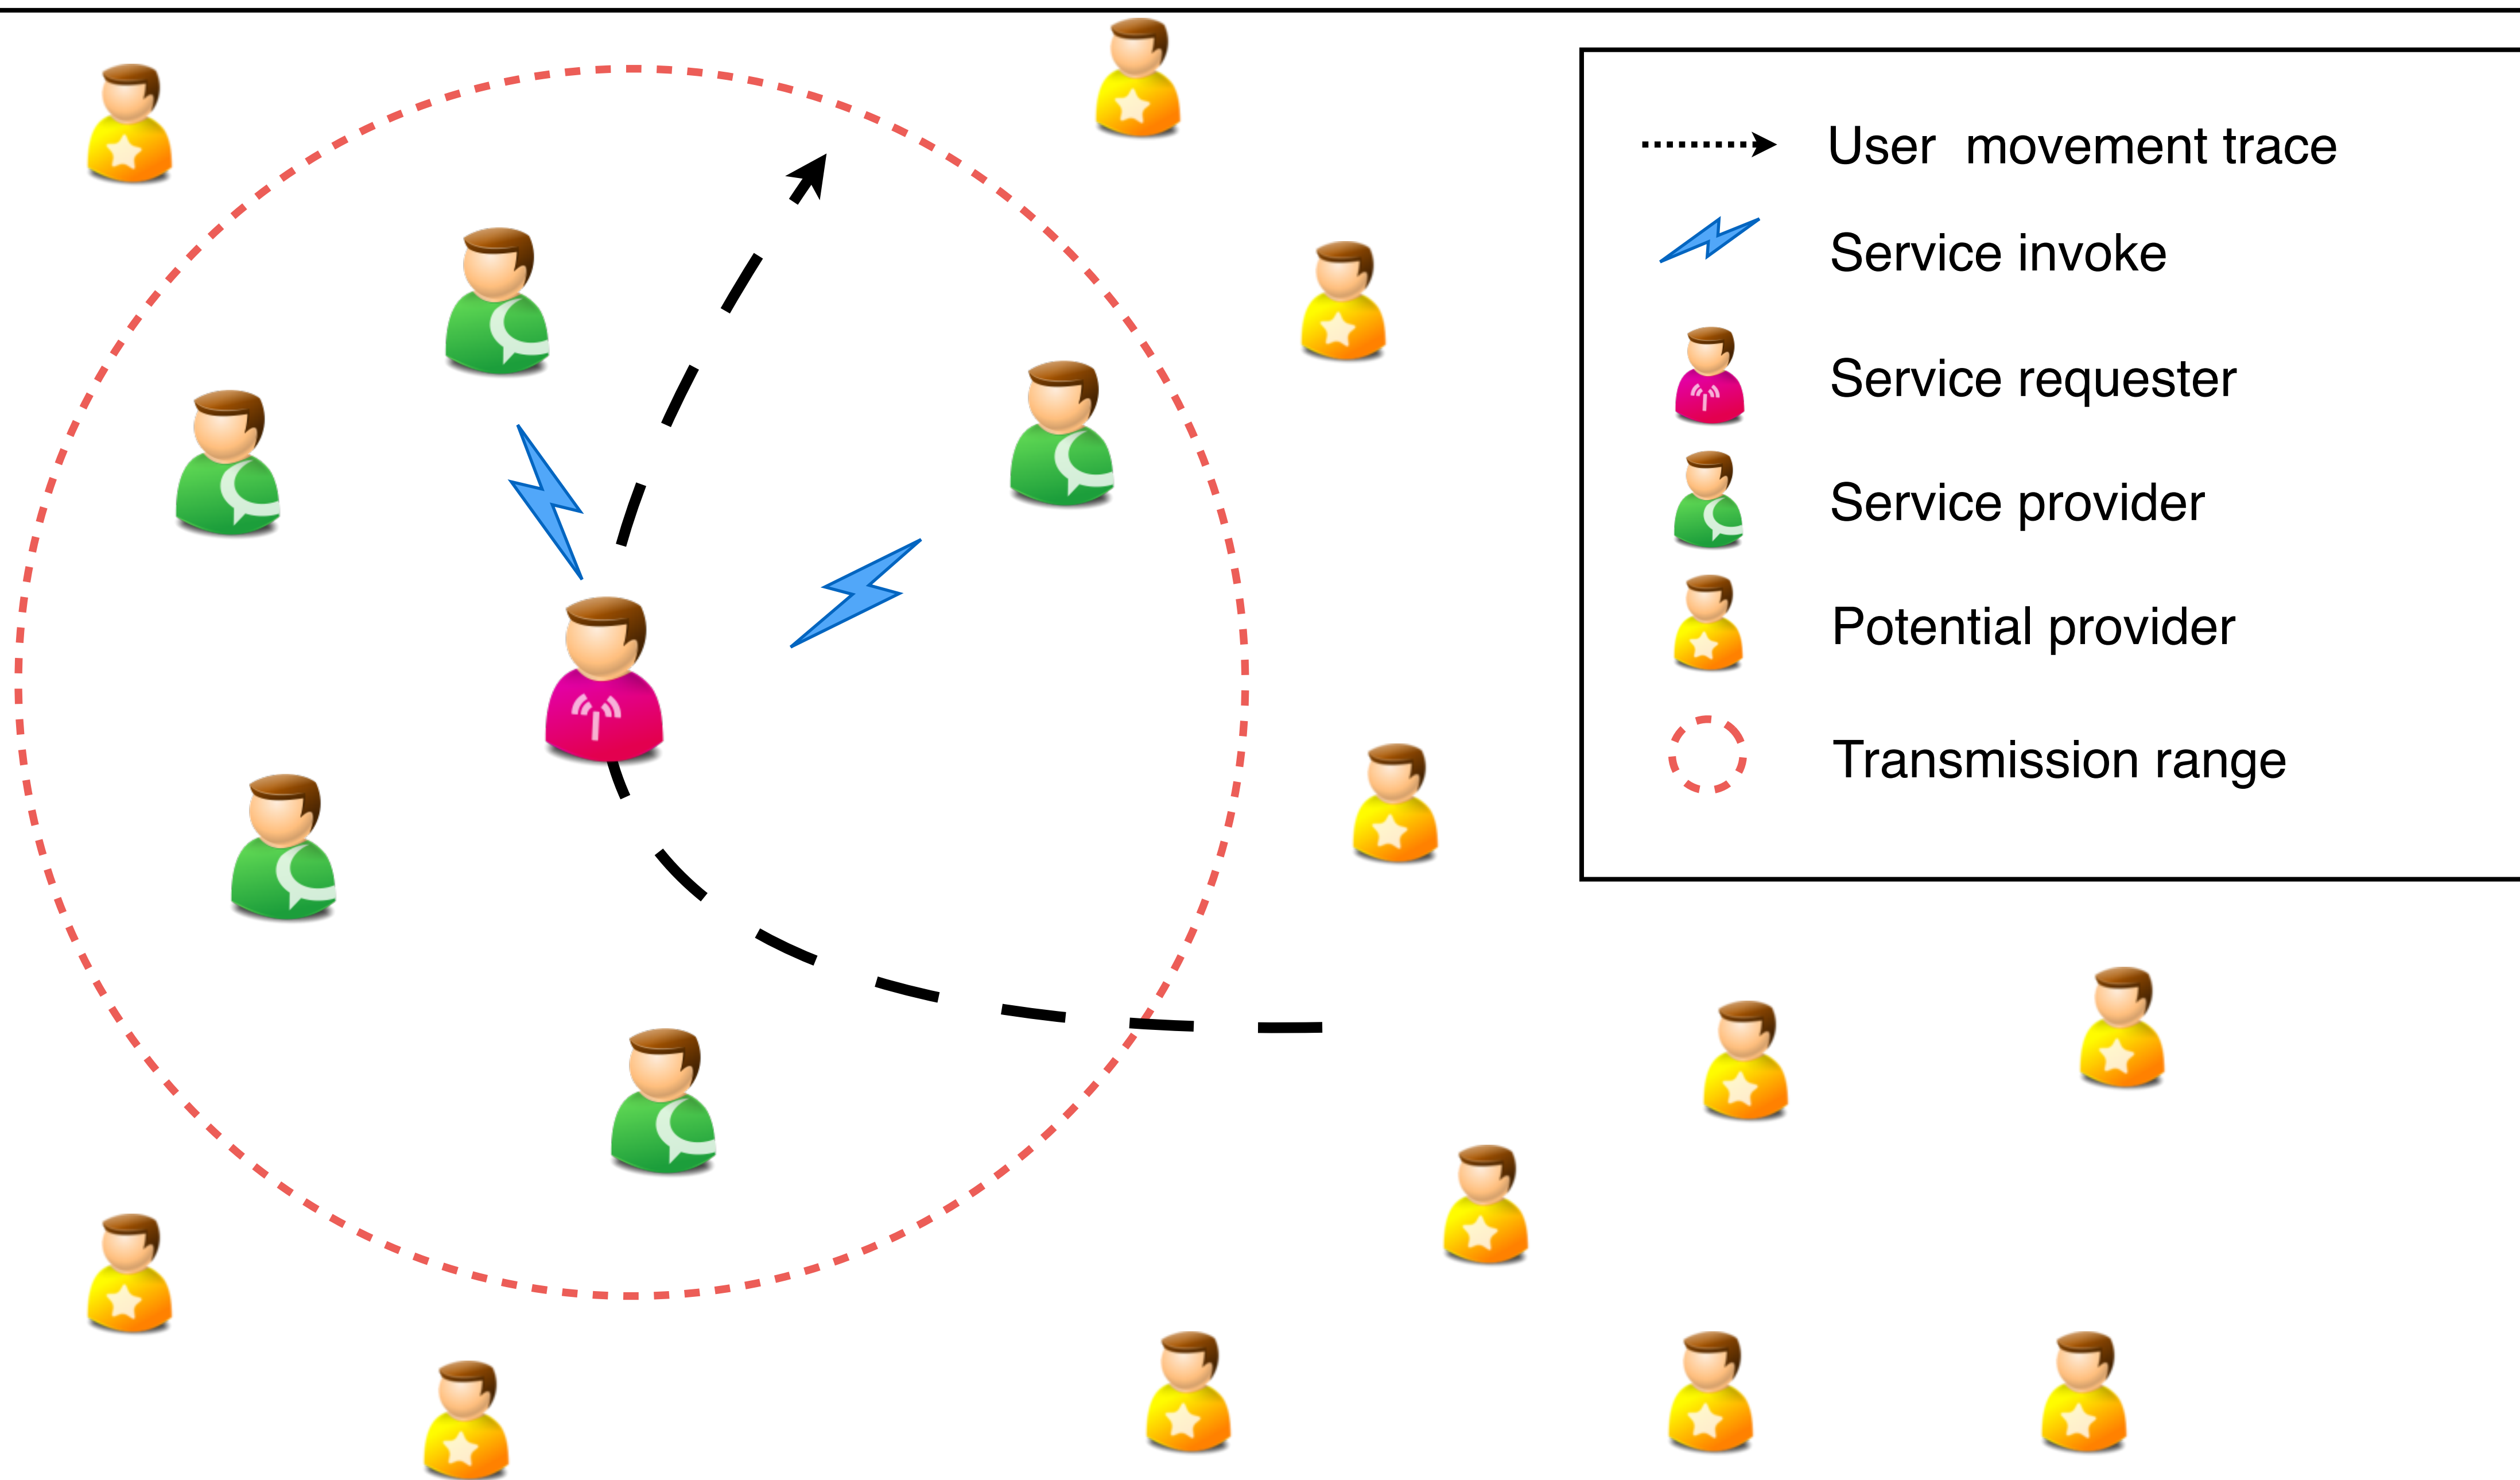 User  movement trace
Service invoke
Service requester
Service provider
Potential provider
Transmission range